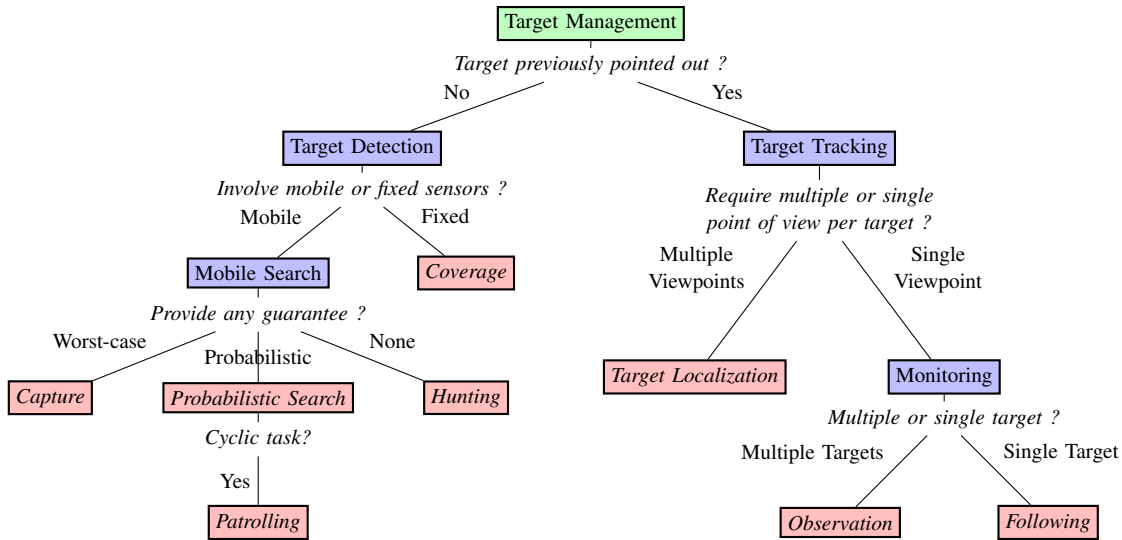 Target Management
Target previously pointed out ?
No
Yes
Target Detection
Target Tracking
Involve mobile or fixed sensors ?
Require multiple or single
point of view per target ?
Mobile
Fixed
Multiple
Viewpoints
Single
Viewpoint
Mobile Search
Coverage
Provide any guarantee ?
Worst-case
Probabilistic
None
Capture
Probabilistic Search
Hunting
Target Localization
Monitoring
Cyclic task?
Multiple or single target ?
Yes
Multiple Targets
Single Target
Patrolling
Observation
Following